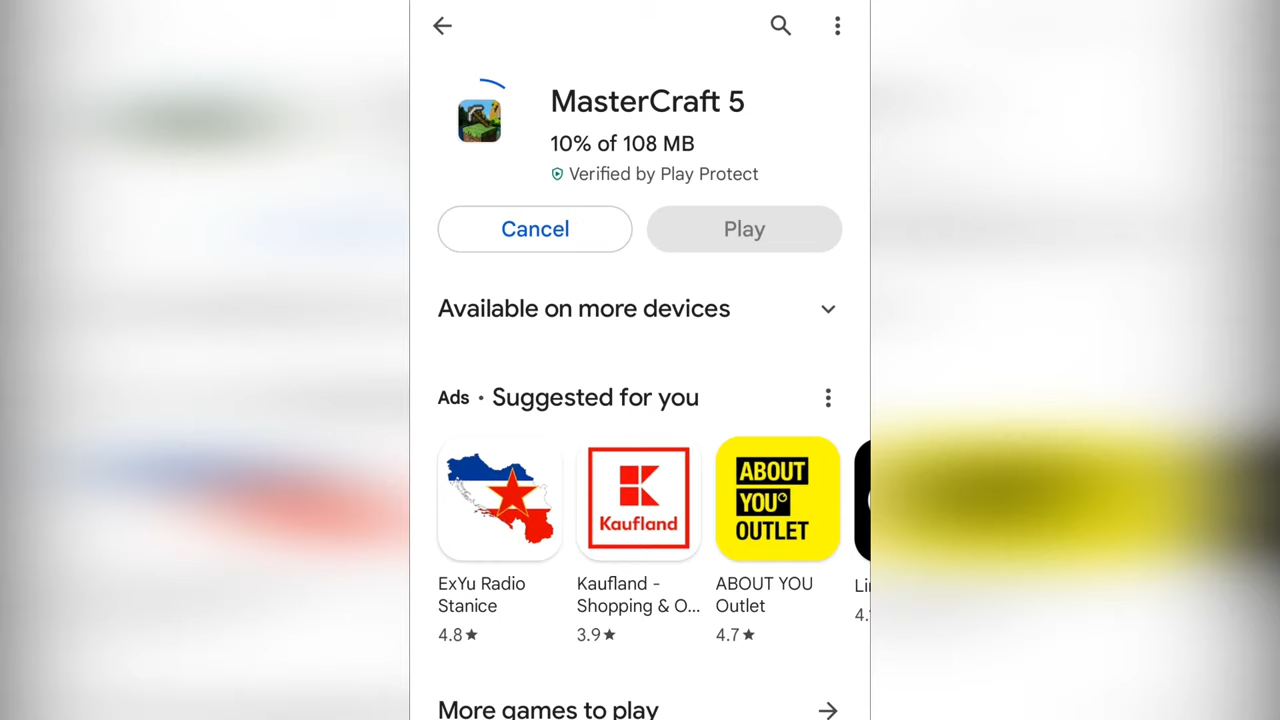 MasterCraft 5
10% of 108 MB
Verified by Play Protect
Cancel
Play
Available on more devices
Ads • Suggested for you
Kaufland
ABOUT
YOU
OUTLET
ExYu Radio
Stanice
4.8★
Kaufland -
Shopping & O...
3.9★
ABOUT YOU
Outlet
4.7★
More games to play